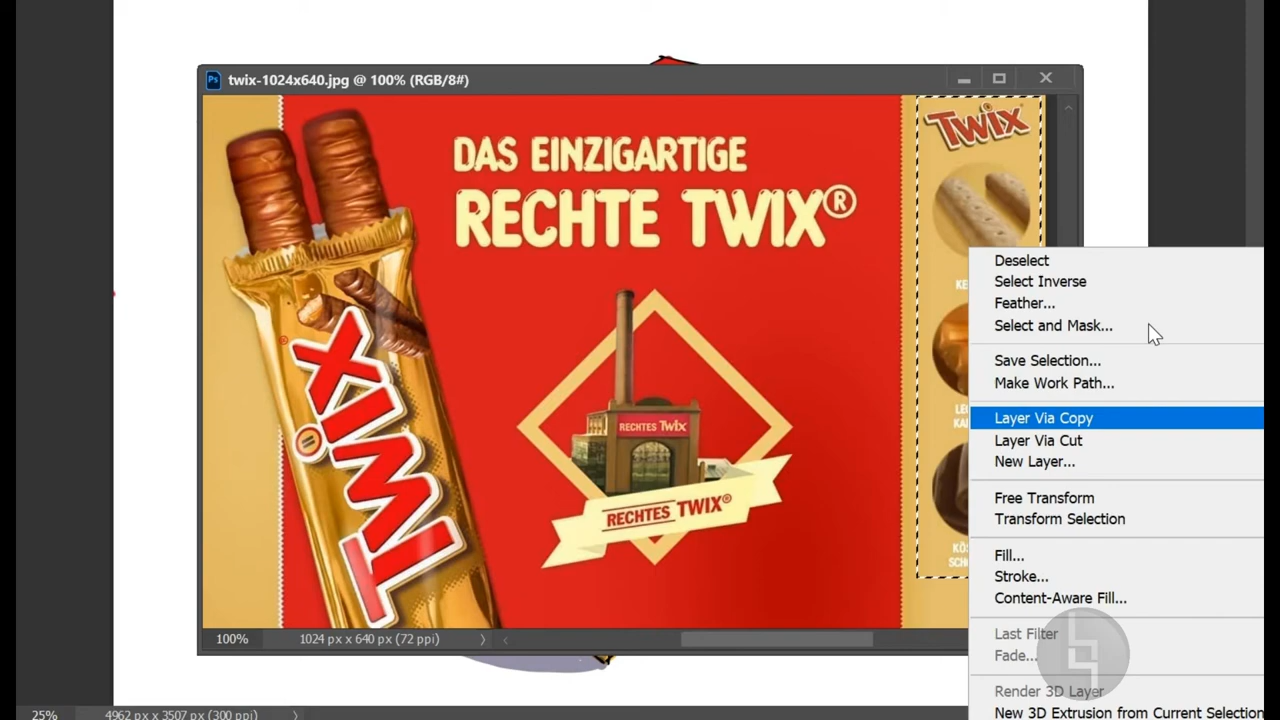 twix-1024x640.jpg @ 100% (RGB/8#)
DAS EINZIGARTIGE
RECHTE TWIX®
RECHTES Twix
RECHTES TWIX®
TWIX
Twix
Deselect
Select Inverse
Feather...
Select and Mask...
Save Selection...
Make Work Path...
Layer Via Copy
Layer Via Cut
New Layer...
Free Transform
Transform Selection
Fill...
Stroke...
Content-Aware Fill...
Last Filter
Fade...
Render 3D Layer
New 3D Extrusion from Current Selection
100%
1024 px x 640 px (72 ppi)
25%
4962 px x 3507 px (300 ppi)